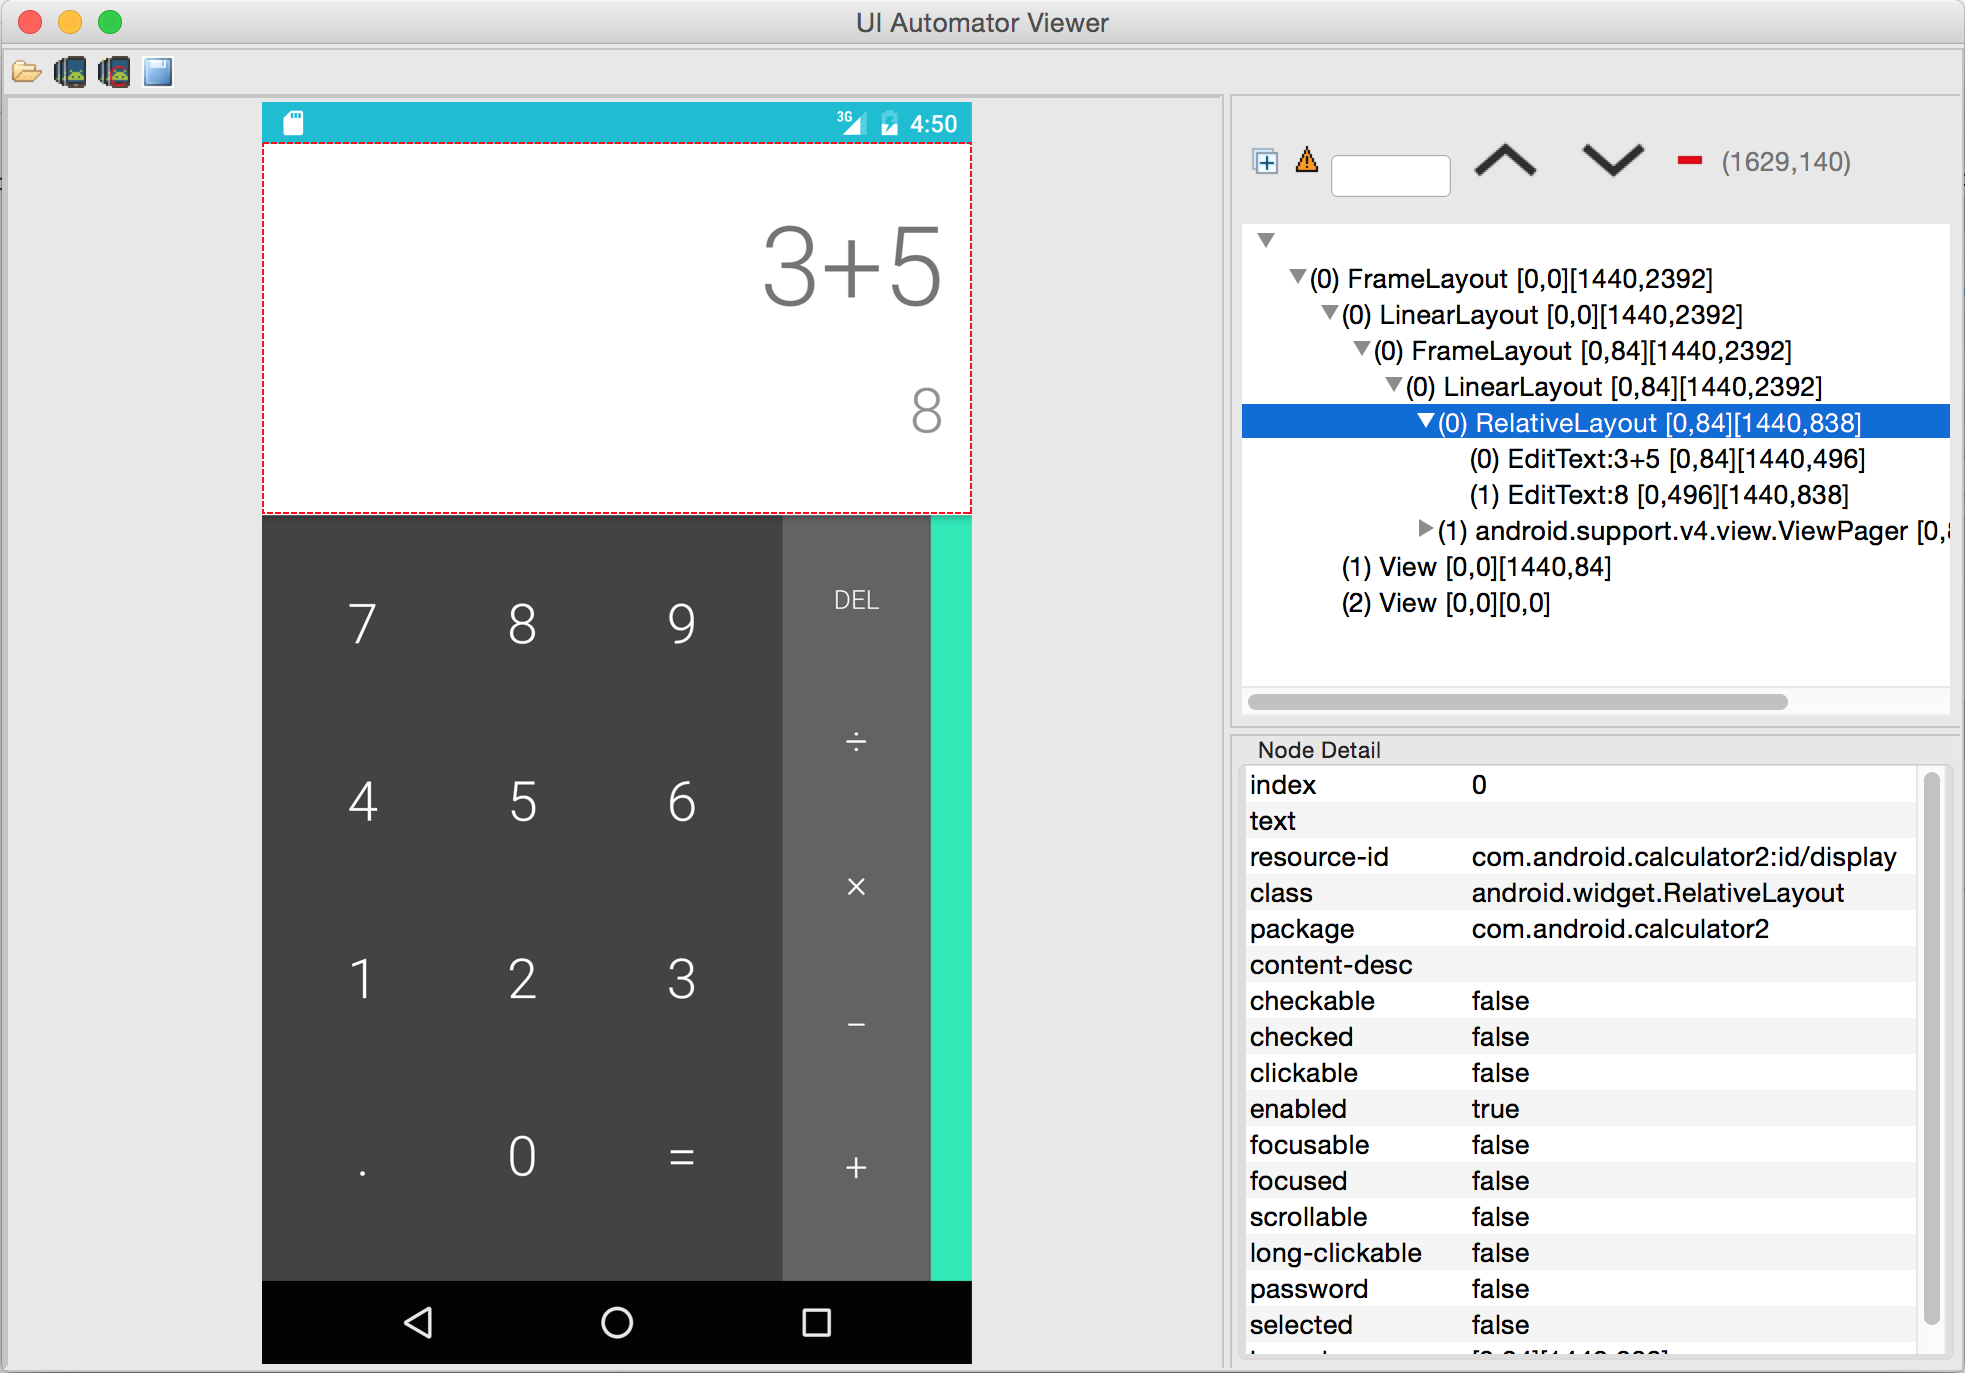 UI Automator Viewer
3G 4:50
3+5
8
7 8 9 DEL
÷
4 5 6
×
1 2 3
−
. 0 =
+
(1629,140)
(0) FrameLayout [0,0][1440,2392]
(0) LinearLayout [0,0][1440,2392]
(0) FrameLayout [0,84][1440,2392]
(0) LinearLayout [0,84][1440,2392]
(0) RelativeLayout [0,84][1440,838]
(0) EditText:3+5 [0,84][1440,496]
(1) EditText:8 [0,496][1440,838]
(1) android.support.v4.view.ViewPager
(1) View [0,0][1440,84]
(2) View [0,0][0,0]
Node Detail
index 0
text
resource-id com.android.calculator2:id/display
class android.widget.RelativeLayout
package com.android.calculator2
content-desc
checkable false
checked false
clickable false
enabled true
focusable false
focused false
scrollable false
long-clickable false
password false
selected false